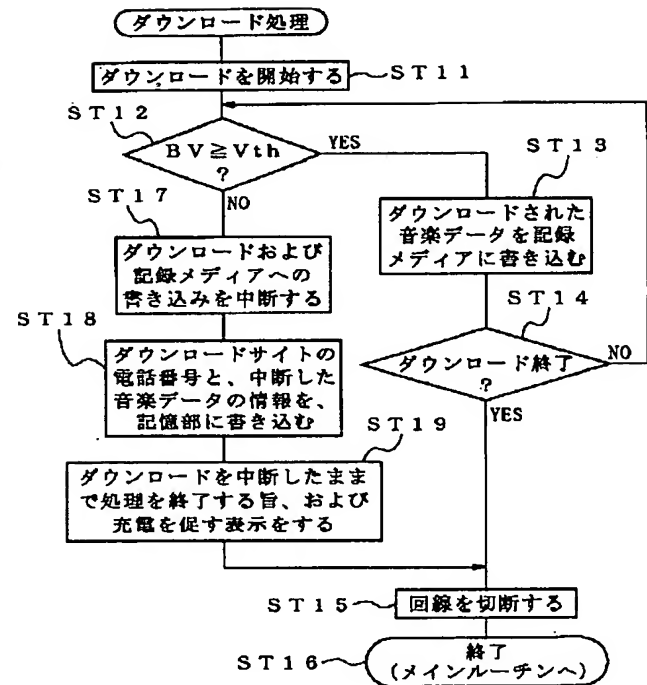 ダウンロード処理
ダウンロードを開始する
ST11
ST12
BV≧Vth
?
YES
NO
ST13
ダウンロードされた
音楽データを記録
メディアに書き込む
ST14
ダウンロード終了
?
NO
YES
ST17
ダウンロードおよび
記録メディアへの
書き込みを中断する
ST18
ダウンロードサイトの
電話番号と、中断した
音楽データの情報を、
記憶部に書き込む
ST19
ダウンロードを中断したまま
で処理を終了する旨、および
充電を促す表示をする
ST15
回線を切断する
ST16
終了
(メインルーチンへ)